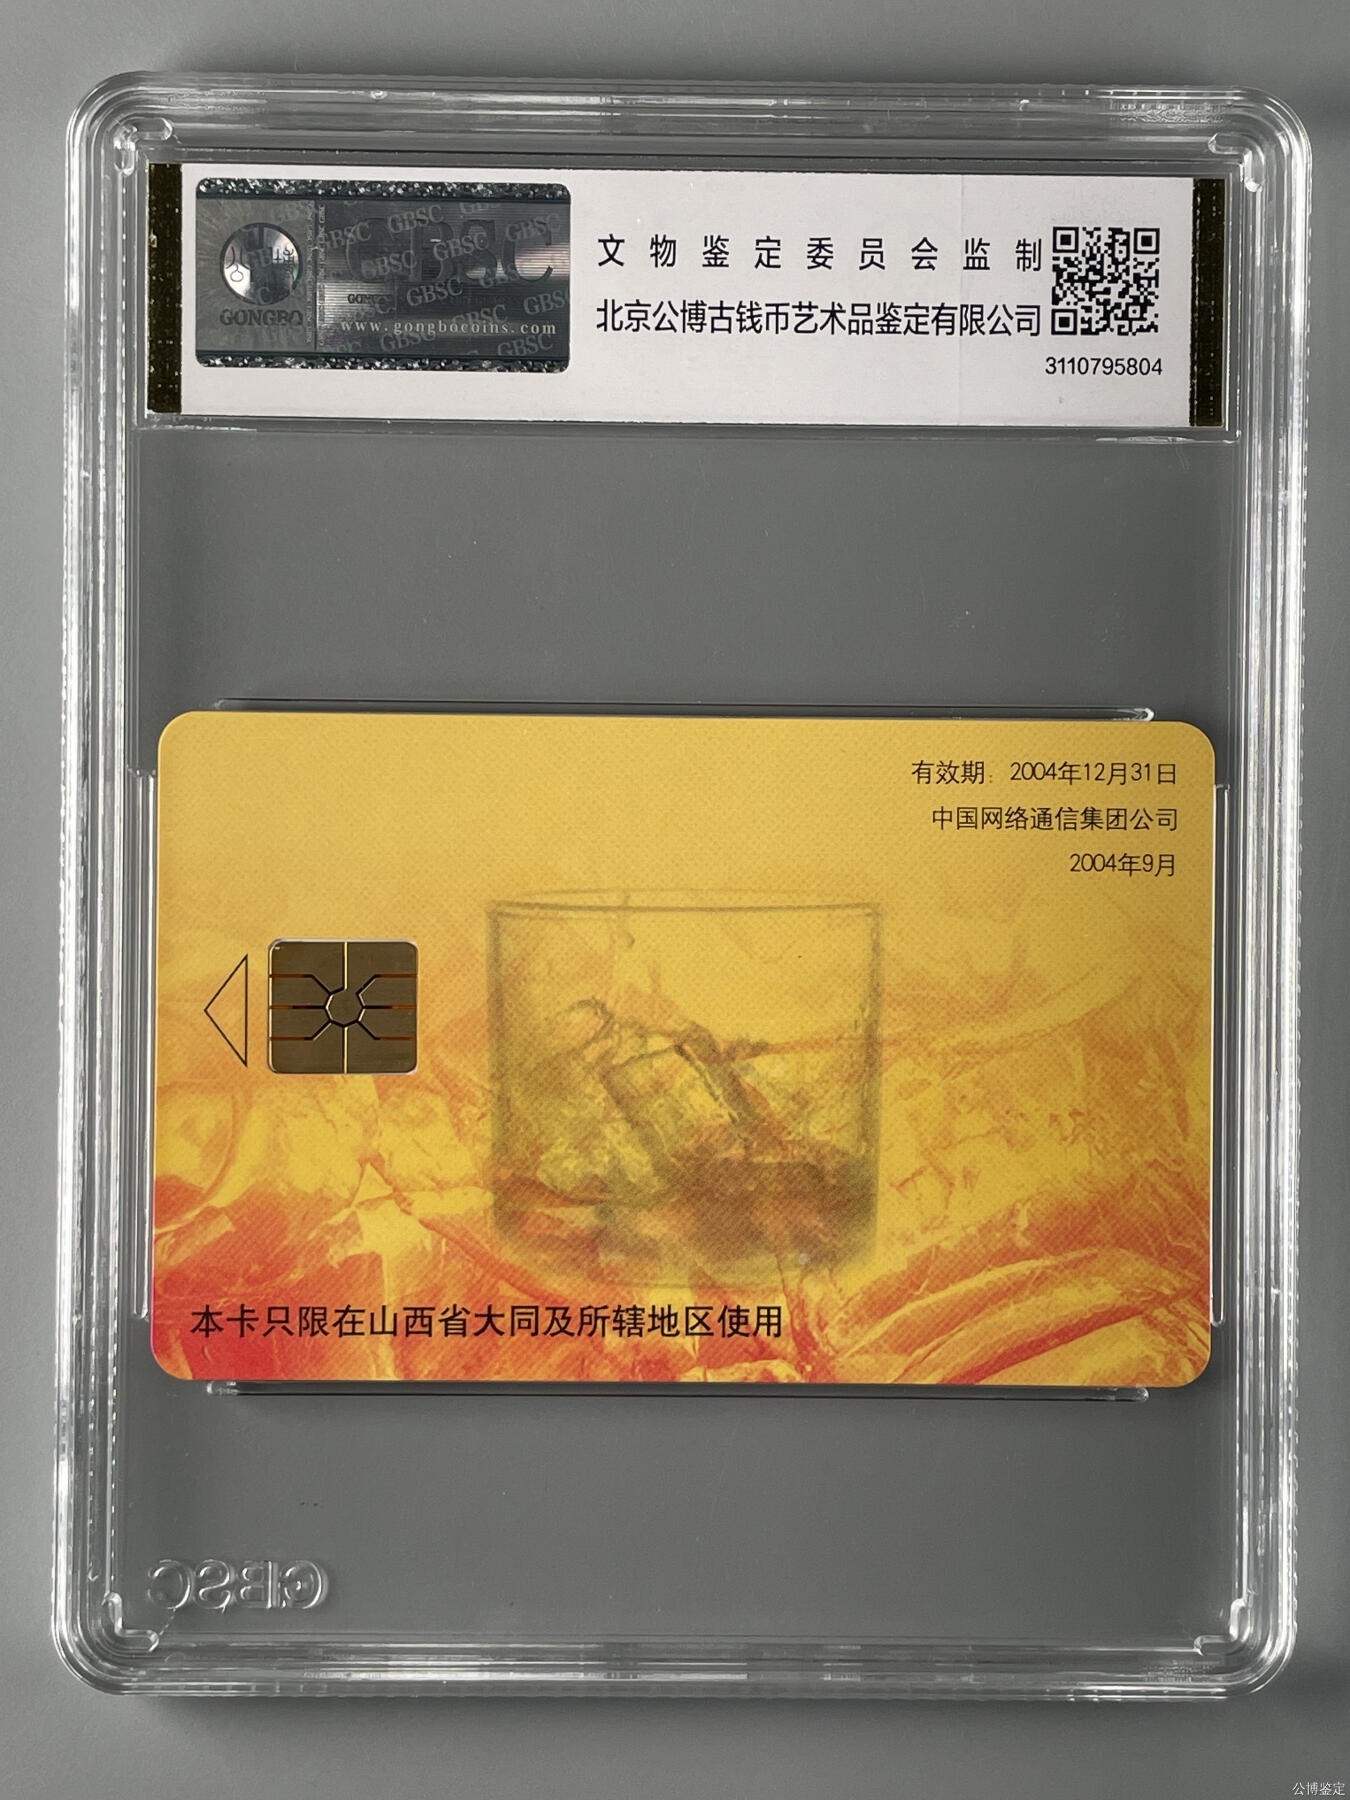 GONGBO
GBSC
www.gongbocoins.com
文物鉴定委员会监制
北京公博古钱币艺术品鉴定有限公司
3110795804
有效期：2004年12月31日
中国网络通信集团公司
2004年9月
本卡只限在山西省大同及所辖地区使用
GBSC
公博鉴定